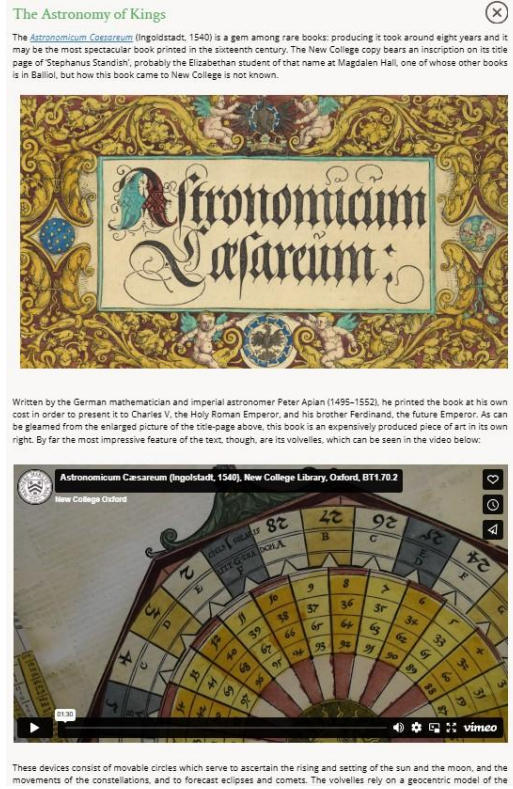 The Astronomy of Kings
The Astronomicum Caesareum (Ingoldstadt, 1540) is a gem among rare books: producing it took around eight years and it
may be the most spectacular book printed in the sixteenth century. The New College copy bears an inscription on its title
page of 'Stephanus Standish', probably the Elizabethan student of that name at Magdalen Hall, one of whose other books
is in Balliol, but how this book came to New College is not known.
Astronomicum
Cæsareum:
Written by the German mathematician and imperial astronomer Peter Apian (1495–1552), he printed the book at his own
cost in order to present it to Charles V, the Holy Roman Emperor, and his brother Ferdinand, the future Emperor. As can
be gleamed from the enlarged picture of the title-page above, this book is an expensively produced piece of art in its own
right. By far the most impressive feature of the text, though, are its volvelles, which can be seen in the video below:
Astronomicum Cæsareum (Ingolstadt, 1540), New College Library, Oxford, BT1.70.2
New College Oxford
01:30
vimeo
These devices consist of movable circles which serve to ascertain the rising and setting of the sun and the moon, and the
movements of the constellations, and to forecast eclipses and comets. The volvelles rely on a geocentric model of the